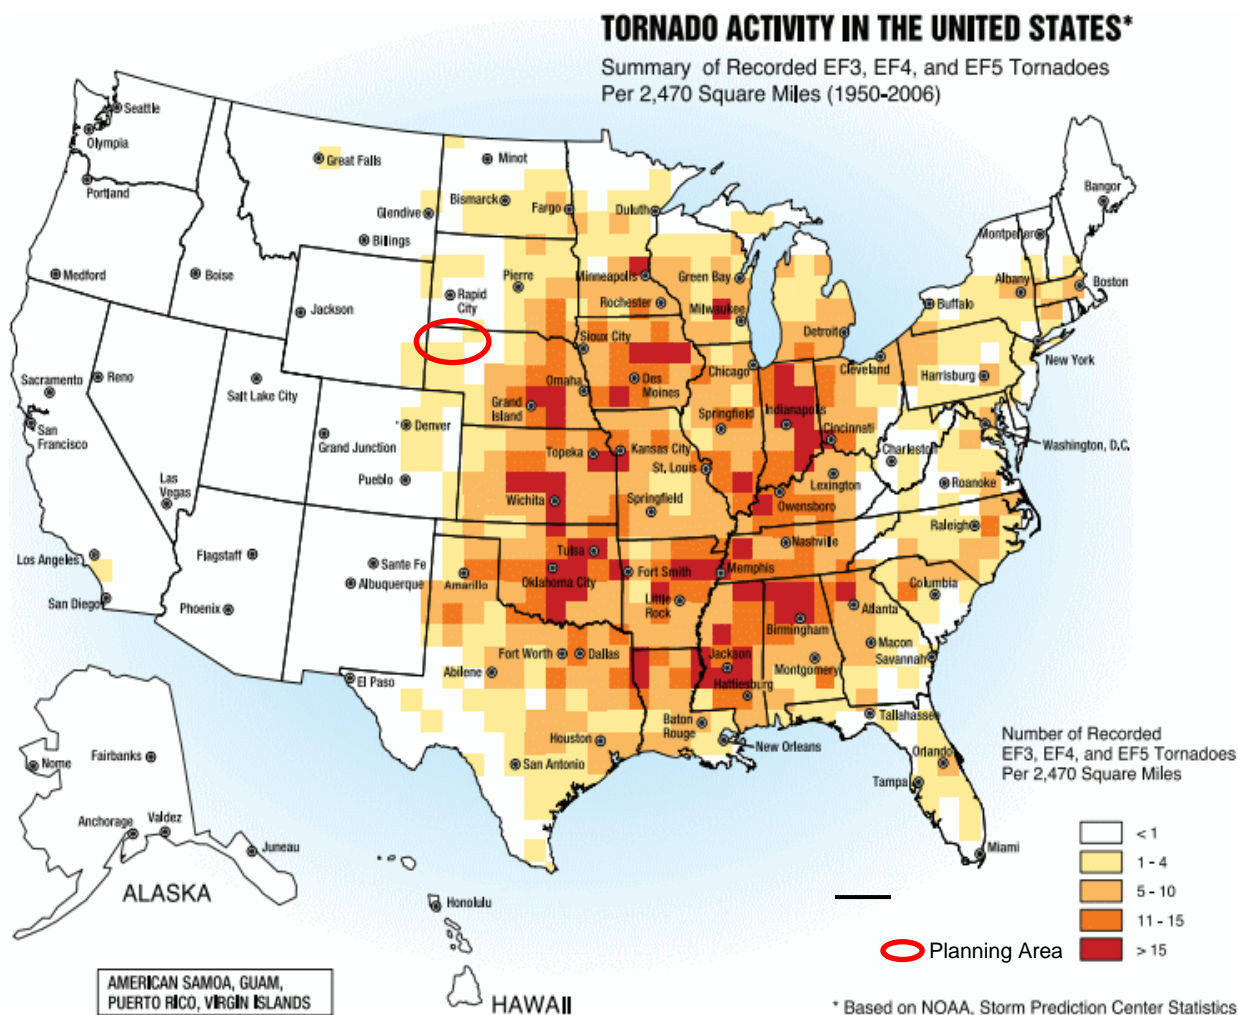 TORNADO ACTIVITY IN THE UNITED STATES*
Summary of Recorded EF3, EF4, and EF5 Tornadoes
Per 2,470 Square Miles (1950-2006)
Seattle
Olympia
Portland
Great Falls
Minot
Bismarck
Fargo
Duluth
Glendive
Billings
Bangor
Montpelier
Medford
Boise
Jackson
Rapid
City
Pierre
Minneapolis
Green Bay
Rochester
Milwaukee
Albany
Boston
Buffalo
Detroit
Sioux City
New York
Cleveland
Chicago
Harrisburg
Sacramento
Reno
Salt Lake City
Omaha
Des
Moines
Grand
Island
San
Francisco
Denver
Grand Junction
Springfield
Indianapolis
Cincinnati
Washington, D.C.
Charleston
Topeka
Kansas City
St. Louis
Pueblo
Las
Vegas
Wichita
Springfield
Lexington
Owensboro
Roanoke
Raleigh
Los Angeles
Flagstaff
Sante Fe
Albuquerque
Tulsa
Nashville
Amarillo
Oklahoma City
Fort Smith
Memphis
Columbia
San Diego
Phoenix
Little
Rock
Atlanta
Birmingham
Macon
Savannah
Fort Worth
Dallas
Jackson
Abilene
Montgomery
El Paso
Hattiesburg
Baton
Rouge
Tallahassee
Houston
New Orleans
San Antonio
Orlando
Tampa
Miami
Fairbanks
Nome
Anchorage
Valdez
Juneau
ALASKA
Honolulu
HAWAII
AMERICAN SAMOA, GUAM,
PUERTO RICO, VIRGIN ISLANDS
Number of Recorded
EF3, EF4, and EF5 Tornadoes
Per 2,470 Square Miles
< 1
1 - 4
5 - 10
11 - 15
> 15
Planning Area
* Based on NOAA, Storm Prediction Center Statistics